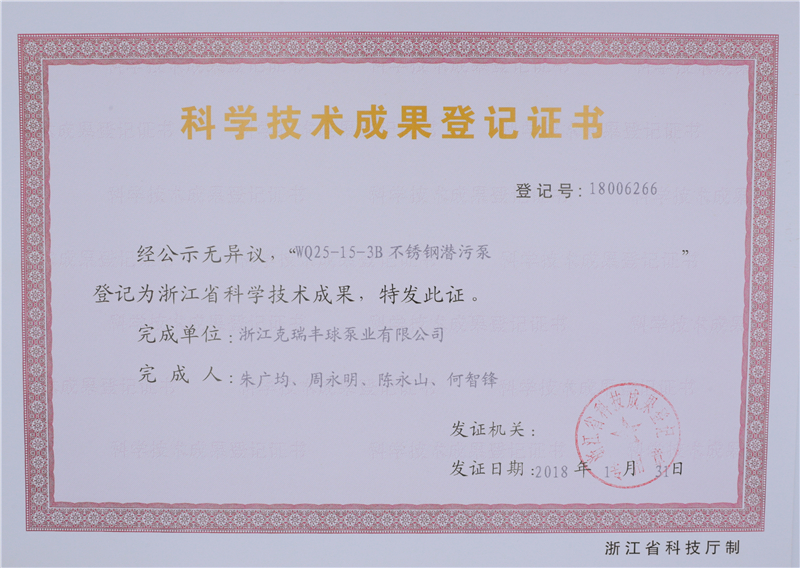 科学技术成果登记证书
登记号:18006266
经公示无异议，“WQ25-15-3B 不锈钢潜污泵 ”
登记为浙江省科学技术成果，特发此证。
完成单位:浙江克瑞丰球泵业有限公司
完成人:朱广均、周永明、陈永山、何智锋
发证机关:
发证日期:2018 年 1 月 31 日
浙江省科技厅制